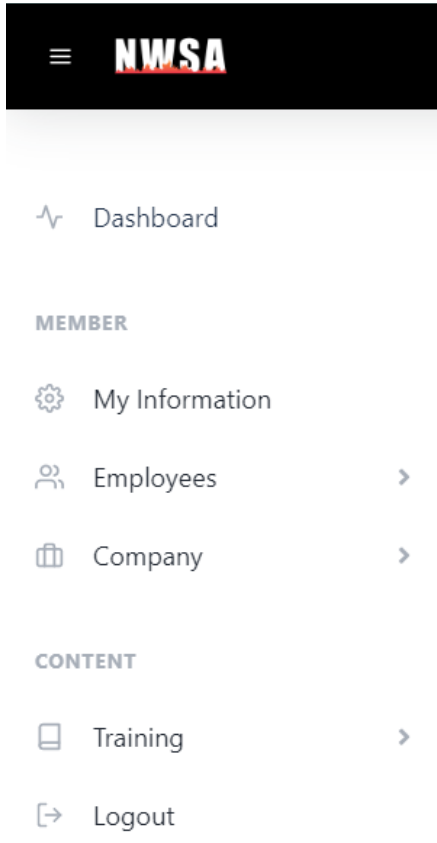 NWSA
Dashboard
MEMBER
My Information
Employees
Company
CONTENT
Training
Logout